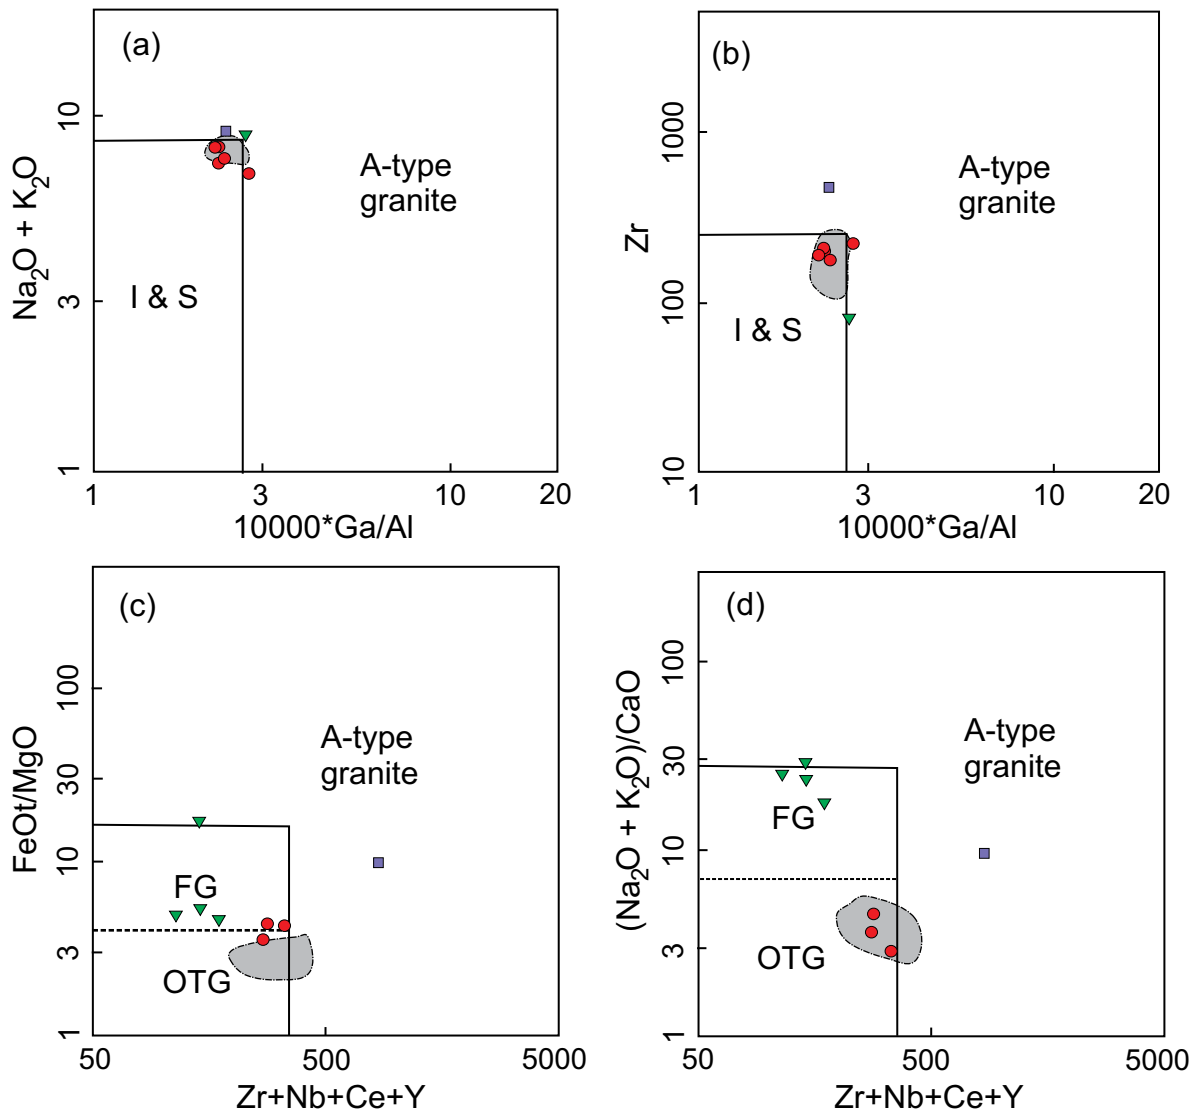 (a)
10
3
1
Na₂O + K₂O
A-type
granite
I & S
1 3 10 20
10000*Ga/Al
(b)
1000
100
10
Zr
A-type
granite
I & S
1 3 10 20
10000*Ga/Al
(c)
100
30
10
3
1
FeOt/MgO
A-type
granite
FG
OTG
50 500 5000
Zr+Nb+Ce+Y
(d)
100
30
10
3
1
(Na₂O + K₂O)/CaO
A-type
granite
FG
OTG
50 500 5000
Zr+Nb+Ce+Y